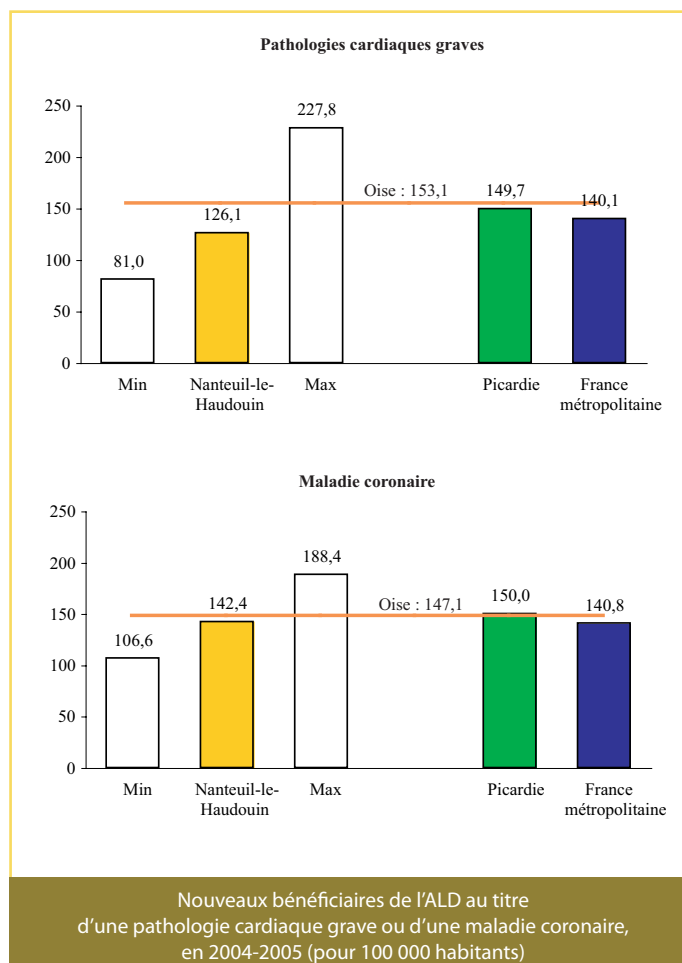 Pathologies cardiaques graves
250
227,8
200
Oise : 153,1
149,7
140,1
150
126,1
100
81,0
50
0
Min
Nanteuil-le-
Haudouin
Max
Picardie
France
métropolitaine
Maladie coronaire
250
200
188,4
150
142,4
Oise : 147,1
150,0
140,8
106,6
100
50
0
Min
Nanteuil-le-
Haudouin
Max
Picardie
France
métropolitaine
Nouveaux bénéficiaires de l'ALD au titre
d'une pathologie cardiaque grave ou d'une maladie coronaire,
en 2004-2005 (pour 100 000 habitants)